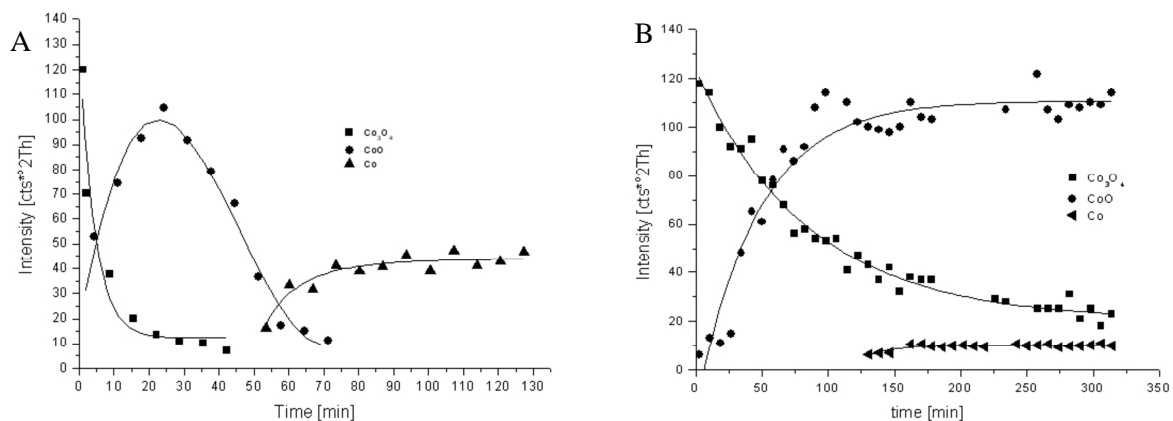 A
140
130
120
110
100
90
80
70
60
50
40
30
20
10
0
Intensity [cts*°2Th]
0 10 20 30 40 50 60 70 80 90 100 110 120 130
Time [min]
Co₃O₄
CoO
Co
B
140
120
100
80
60
40
20
0
Intensity [cts*°2Th]
0 50 100 150 200 250 300 350
time [min]
Co₃O₄
CoO
Co